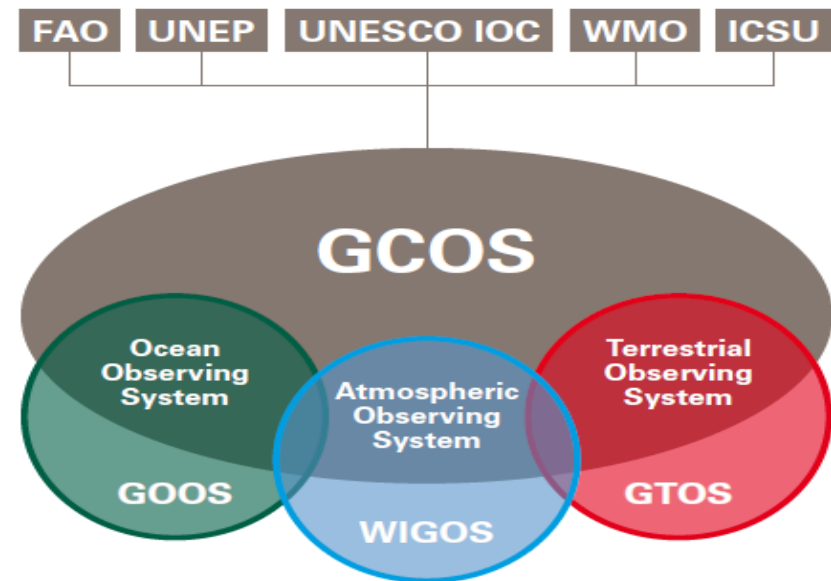 FAO UNEP UNESCO IOC WMO ICSU
GCOS
Ocean
Observing
System
GOOS
Atmospheric
Observing
System
WIGOS
Terrestrial
Observing
System
GTOS